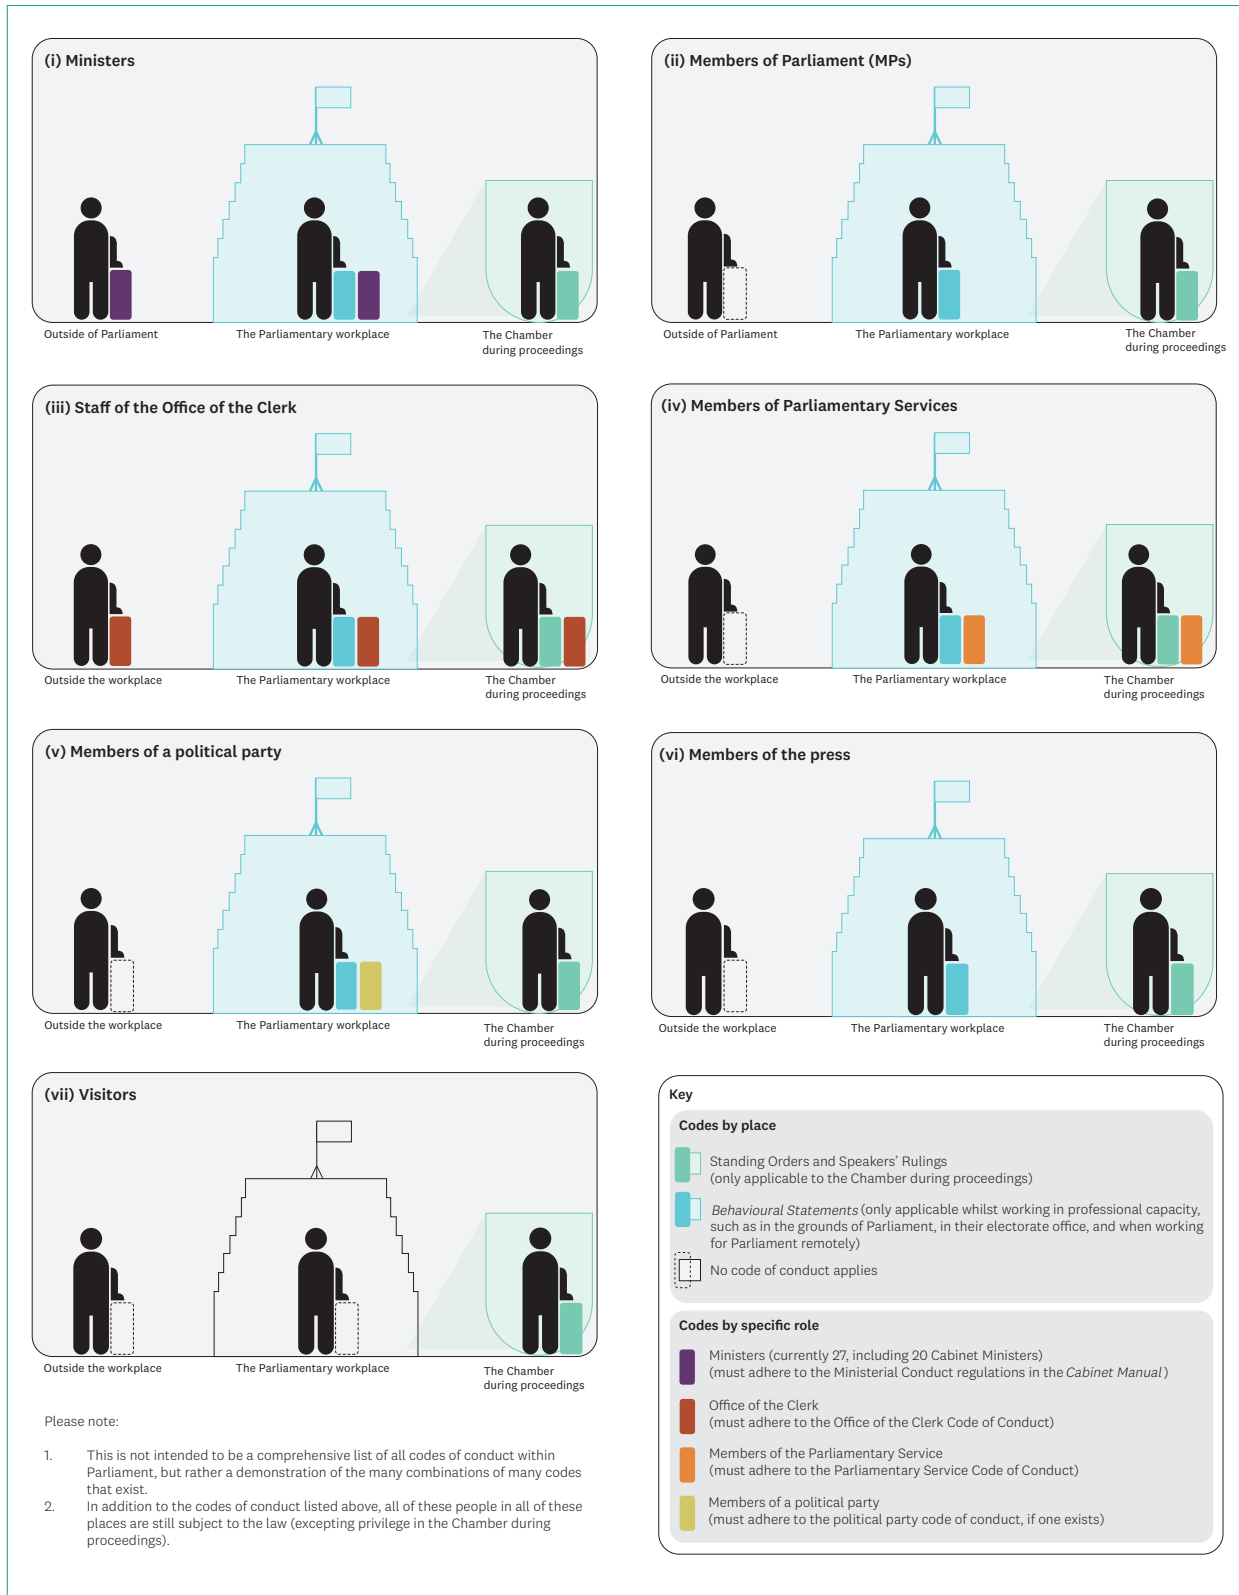 (i) Ministers
Outside of Parliament
The Parliamentary workplace
The Chamber
during proceedings
(ii) Members of Parliament (MPs)
Outside of Parliament
The Parliamentary workplace
The Chamber
during proceedings
(iii) Staff of the Office of the Clerk
Outside the workplace
The Parliamentary workplace
The Chamber
during proceedings
(iv) Members of Parliamentary Services
Outside the workplace
The Parliamentary workplace
The Chamber
during proceedings
(v) Members of a political party
Outside the workplace
The Parliamentary workplace
The Chamber
during proceedings
(vi) Members of the press
Outside the workplace
The Parliamentary workplace
The Chamber
during proceedings
(vii) Visitors
Outside the workplace
The Parliamentary workplace
The Chamber
during proceedings
Key
Codes by place
Standing Orders and Speakers' Rulings
(only applicable to the Chamber during proceedings)
Behavioural Statements (only applicable whilst working in professional capacity,
such as in the grounds of Parliament, in their electorate office, and when working
for Parliament remotely)
No code of conduct applies
Codes by specific role
Ministers (currently 27, including 20 Cabinet Ministers)
(must adhere to the Ministerial Conduct regulations in the Cabinet Manual)
Office of the Clerk
(must adhere to the Office of the Clerk Code of Conduct)
Members of the Parliamentary Service
(must adhere to the Parliamentary Service Code of Conduct)
Members of a political party
(must adhere to the political party code of conduct, if one exists)
Please note:
1. This is not intended to be a comprehensive list of all codes of conduct within
Parliament, but rather a demonstration of the many combinations of many codes
that exist.
2. In addition to the codes of conduct listed above, all of these people in all of these
places are still subject to the law (excepting privilege in the Chamber during
proceedings).